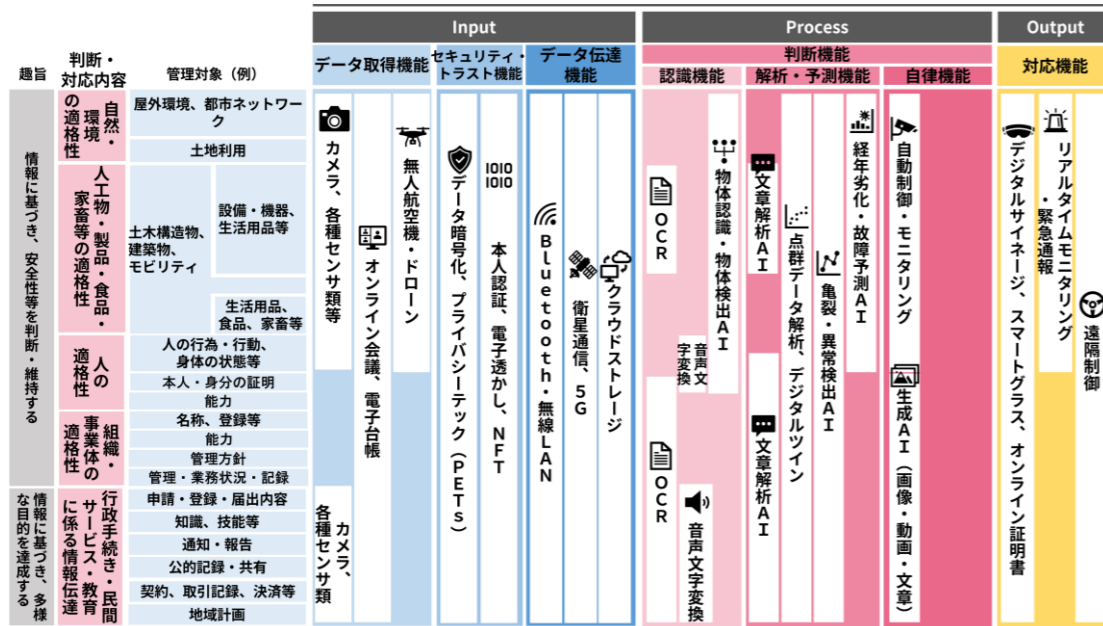 Input
Process
Output
データ取得機能
セキュリティ・
トラスト機能
データ伝達
機能
判断機能
認識機能
解析・予測機能
自律機能
対応機能
趣旨
判断・
対応内容
管理対象（例）
情報に基づき、安全性等を判断・維持する
自然・
環境
の適格性
屋外環境、都市ネットワー
ク
土地利用
人工物・製品・食品・
家畜等の適格性
土木構造物、
建築物、
モビリティ
設備・機器、
生活用品等
生活用品、
食品、家畜等
人の
適格性
人の行為・行動、
身体の状態等
本人・身分の証明
能力
組織・
事業体の
適格性
名称、登録等
能力
管理方針
管理・業務状況・記録
情報に基づき、多様
な目的を達成する
行政手続き・民間
サービス・教育
に係る情報伝達
申請・登録・届出内容
知識、技能等
通知・報告
公的記録・共有
契約、取引記録、決済等
地域計画
カメラ、各種センサ類等
カメラ、
各種センサ類
オンライン会議、電子台帳
無人航空機・ドローン
データ暗号化、プライバシーテック（PETs）
IOIO
IOIO
本人認証、電子透かし、NFT
Bluetooth・無線LAN
衛星通信、5G
クラウドストレージ
OCR
OCR
音声文
字変換
音声文字変換
物体認識・物体検出AI
文章解析AI
文章解析AI
点群データ解析、デジタルツイン
亀裂・異常検出AI
経年劣化・故障予測AI
自動制御・モニタリング
生成AI（画像・動画・文章）
デジタルサイネージ、スマートグラス、オンライン証明書
リアルタイムモニタリング
・緊急通報
遠隔制御